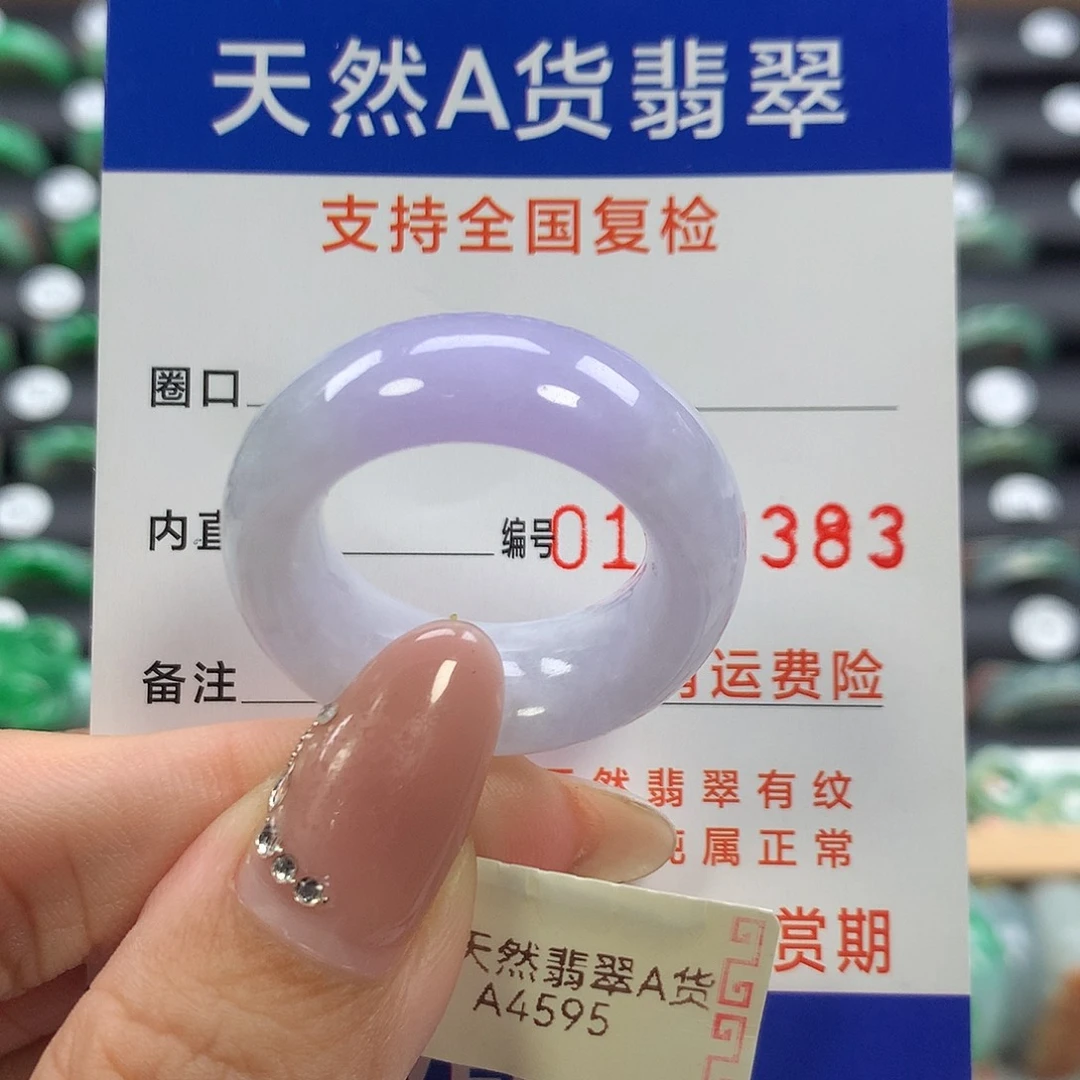 天然A货翡翠
支持全国复检
圈口
内直
编号01 383
备注
运费险
然翡翠有纹
属正常
赏期
天然翡翠A货
A4595